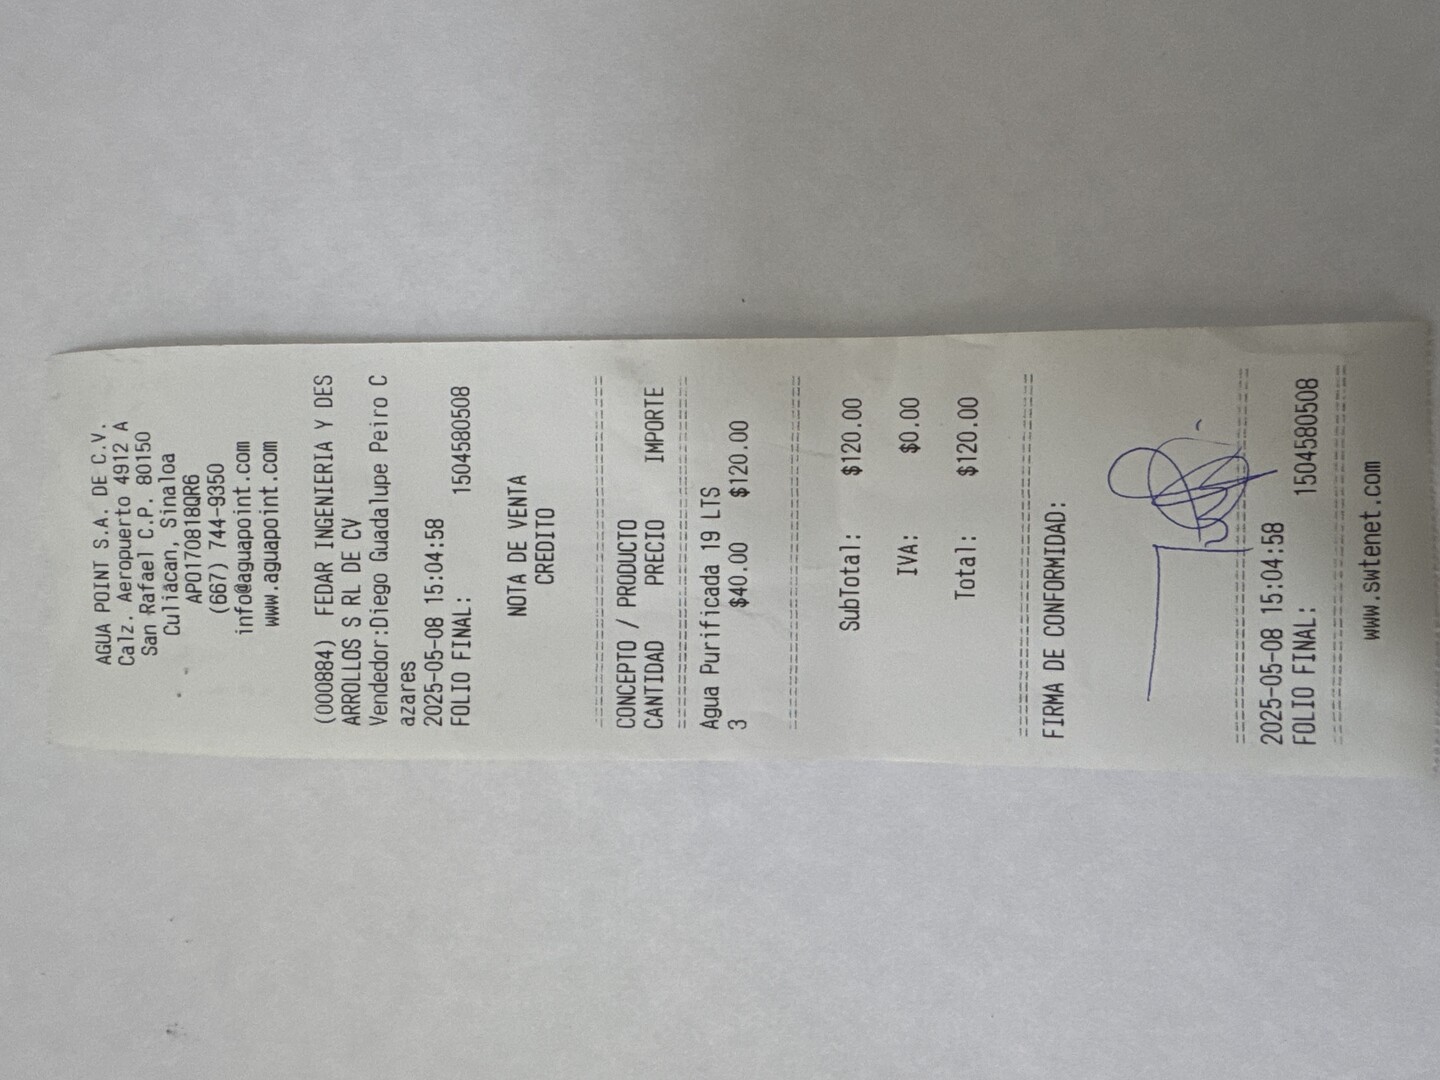 AGUA POINT S.A. DE C.V.
Calz. Aeropuerto 4912 A
San Rafael C.P. 80150
Culiácan, Sinaloa
APO170818QR6
(667) 744-9350
info@aguapoint.com
www.aguapoint.com
(000884) FEDAR INGENIERIA Y DES
ARROLLOS S RL DE CV
Vendedor:Diego Guadalupe Peiro C
azares
2025-05-08 15:04:58
FOLIO FINAL: 1504580508
NOTA DE VENTA
CREDITO
================================
CONCEPTO / PRODUCTO
CANTIDAD PRECIO IMPORTE
================================
Agua Purificada 19 LTS
3 $40.00 $120.00
================================
SubTotal: $120.00
IVA: $0.00
Total: $120.00
================================
FIRMA DE CONFORMIDAD:
================================
2025-05-08 15:04:58
FOLIO FINAL: 1504580508
================================
www.swtenet.com